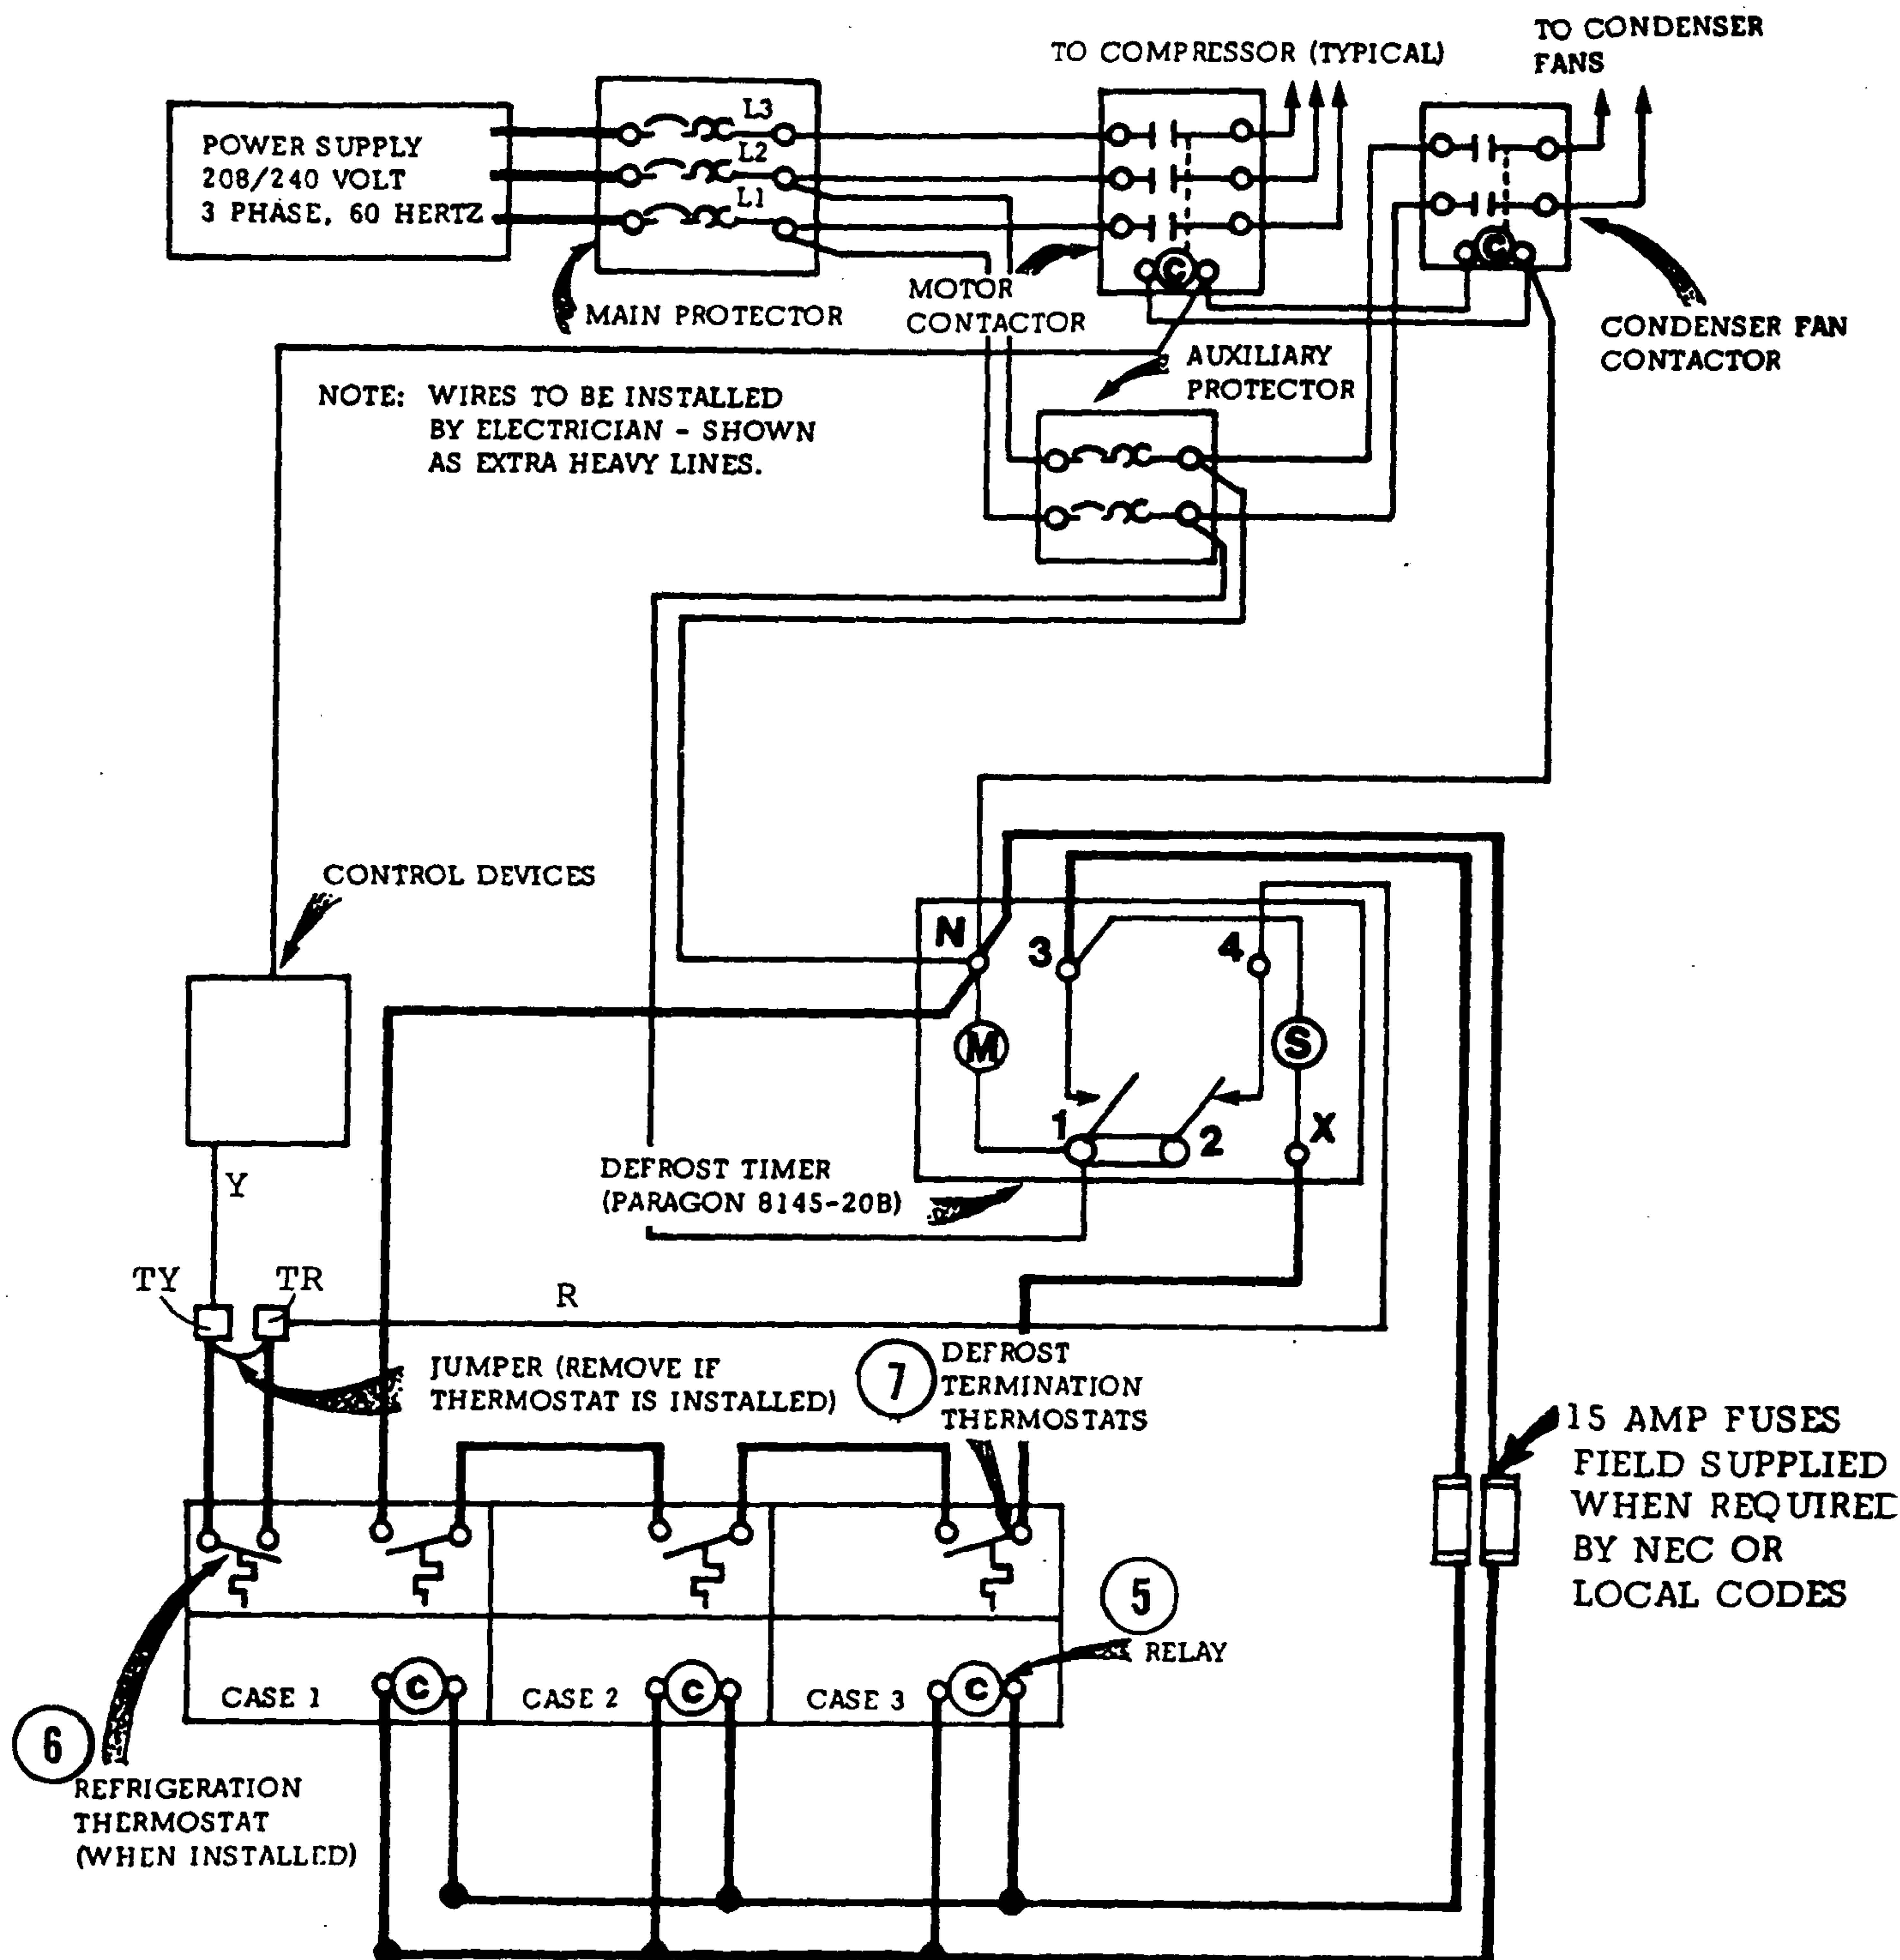 TO COMPRESSOR (TYPICAL)
TO CONDENSER
FANS
POWER SUPPLY
208/240 VOLT
3 PHASE, 60 HERTZ
L3
L2
L1
MAIN PROTECTOR
MOTOR
CONTACTOR
C
C
CONDENSER FAN
CONTACTOR
AUXILIARY
PROTECTOR
NOTE: WIRES TO BE INSTALLED
BY ELECTRICIAN - SHOWN
AS EXTRA HEAVY LINES.
CONTROL DEVICES
N
3
4
M
S
1
2
X
DEFROST TIMER
(PARAGON 8145-20B)
Y
TY
TR
R
JUMPER (REMOVE IF
THERMOSTAT IS INSTALLED)
7
DEFROST
TERMINATION
THERMOSTATS
15 AMP FUSES
FIELD SUPPLIED
WHEN REQUIRED
BY NEC OR
LOCAL CODES
5
RELAY
CASE 1
C
CASE 2
C
CASE 3
C
6
REFRIGERATION
THERMOSTAT
(WHEN INSTALLED)